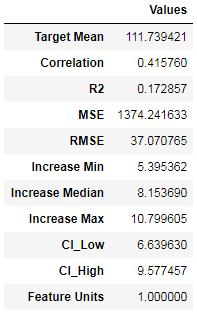 Values
Target Mean 111.739421
Correlation 0.415760
R2 0.172857
MSE 1374.241633
RMSE 37.070765
Increase Min 5.395362
Increase Median 8.153690
Increase Max 10.799605
CI_Low 6.639630
CI_High 9.577457
Feature Units 1.000000